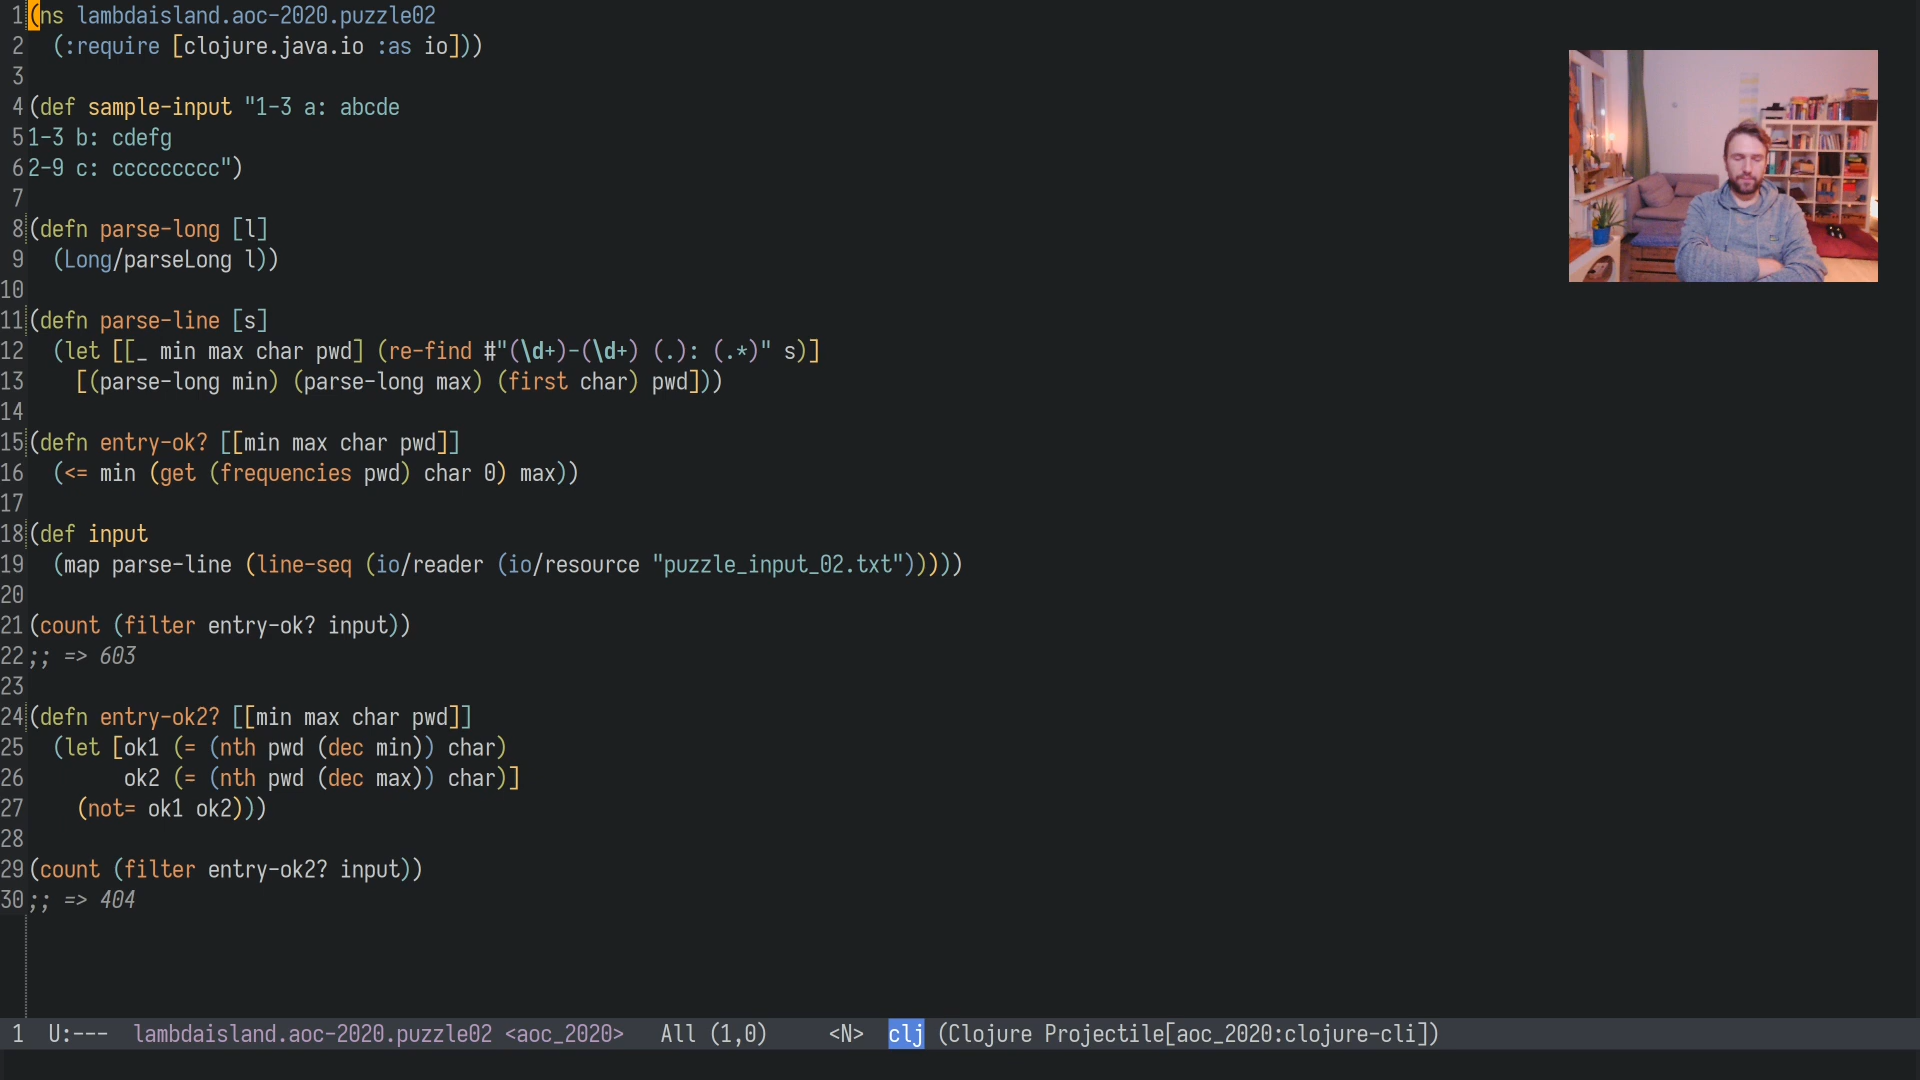 1 (ns lambdaisland.aoc-2020.puzzle02
2   (:require [clojure.java.io :as io]))
3
4 (def sample-input "1-3 a: abcde
5 1-3 b: cdefg
6 2-9 c: ccccccccc")
7
8 (defn parse-long [l]
9   (Long/parseLong l))
10
11 (defn parse-line [s]
12   (let [[_ min max char pwd] (re-find #"(\d+)-(\d+) (.): (.*)" s)]
13     [(parse-long min) (parse-long max) (first char) pwd]))
14
15 (defn entry-ok? [[min max char pwd]]
16   (<= min (get (frequencies pwd) char 0) max))
17
18 (def input
19   (map parse-line (line-seq (io/reader (io/resource "puzzle_input_02.txt")))))
20
21 (count (filter entry-ok? input))
22 ;; => 603
23
24 (defn entry-ok2? [[min max char pwd]]
25   (let [ok1 (= (nth pwd (dec min)) char)
26         ok2 (= (nth pwd (dec max)) char)]
27     (not= ok1 ok2)))
28
29 (count (filter entry-ok2? input))
30 ;; => 404
1 U:--- lambdaisland.aoc-2020.puzzle02 <aoc_2020> All (1,0) <N> clj (Clojure Projectile[aoc_2020:clojure-cli])